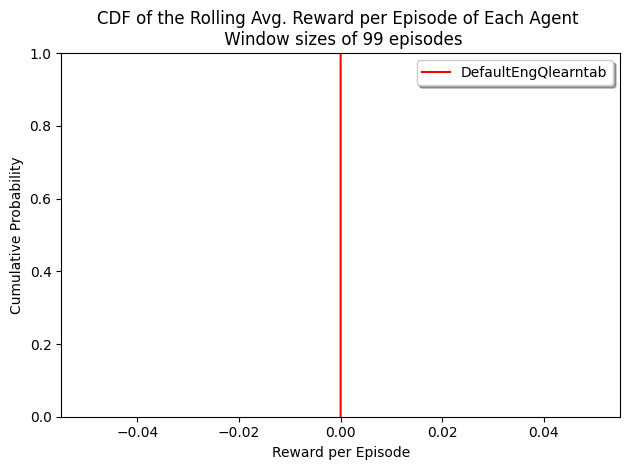 CDF of the Rolling Avg. Reward per Episode of Each Agent
Window sizes of 99 episodes
DefaultEngQlearntab
Cumulative Probability
1.0
0.8
0.6
0.4
0.2
0.0
−0.04 −0.02 0.00 0.02 0.04
Reward per Episode